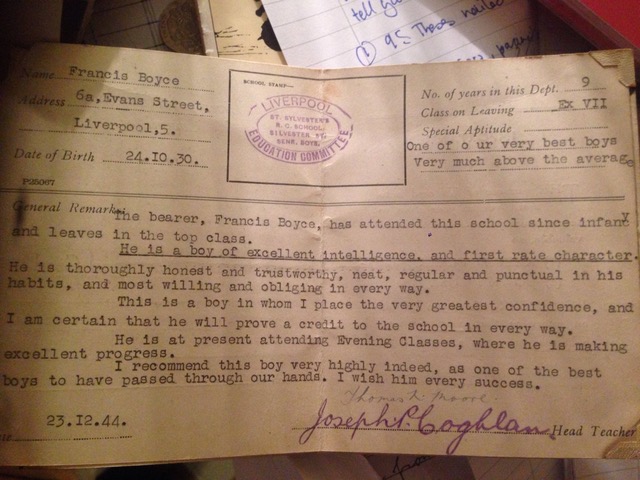 tell
① 95 Theses nailed
Name Francis Boyce
Address 6a, Evans Street,
Liverpool, 5.
Date of Birth 24.10.30.
P25067
SCHOOL STAMP—
LIVERPOOL
ST. SYLVESTER'S
R.C. SCHOOL,
SILVESTER ST
SENR. BOYS.
EDUCATION COMMITTEE
No. of years in this Dept. 9
Class on Leaving Ex VII
Special Aptitude
One of o ur very best boys
Very much above the average
General Remarks
The bearer, Francis Boyce, has attended this school since infancy
and leaves in the top class.
He is a boy of excellent intelligence, and first rate character.
He is thoroughly honest and trustworthy, neat, regular and punctual in his
habits, and most willing and obliging in every way.
This is a boy in whom I place the very greatest confidence, and
I am certain that he will prove a credit to the school in every way.
He is at present attending Evening Classes, where he is making
excellent progress.
I recommend this boy very highly indeed, as one of the best
boys to have passed through our hands. I wish him every success.
Thomas Moore.
23.12.44.
Joseph P. Coghlan Head Teacher